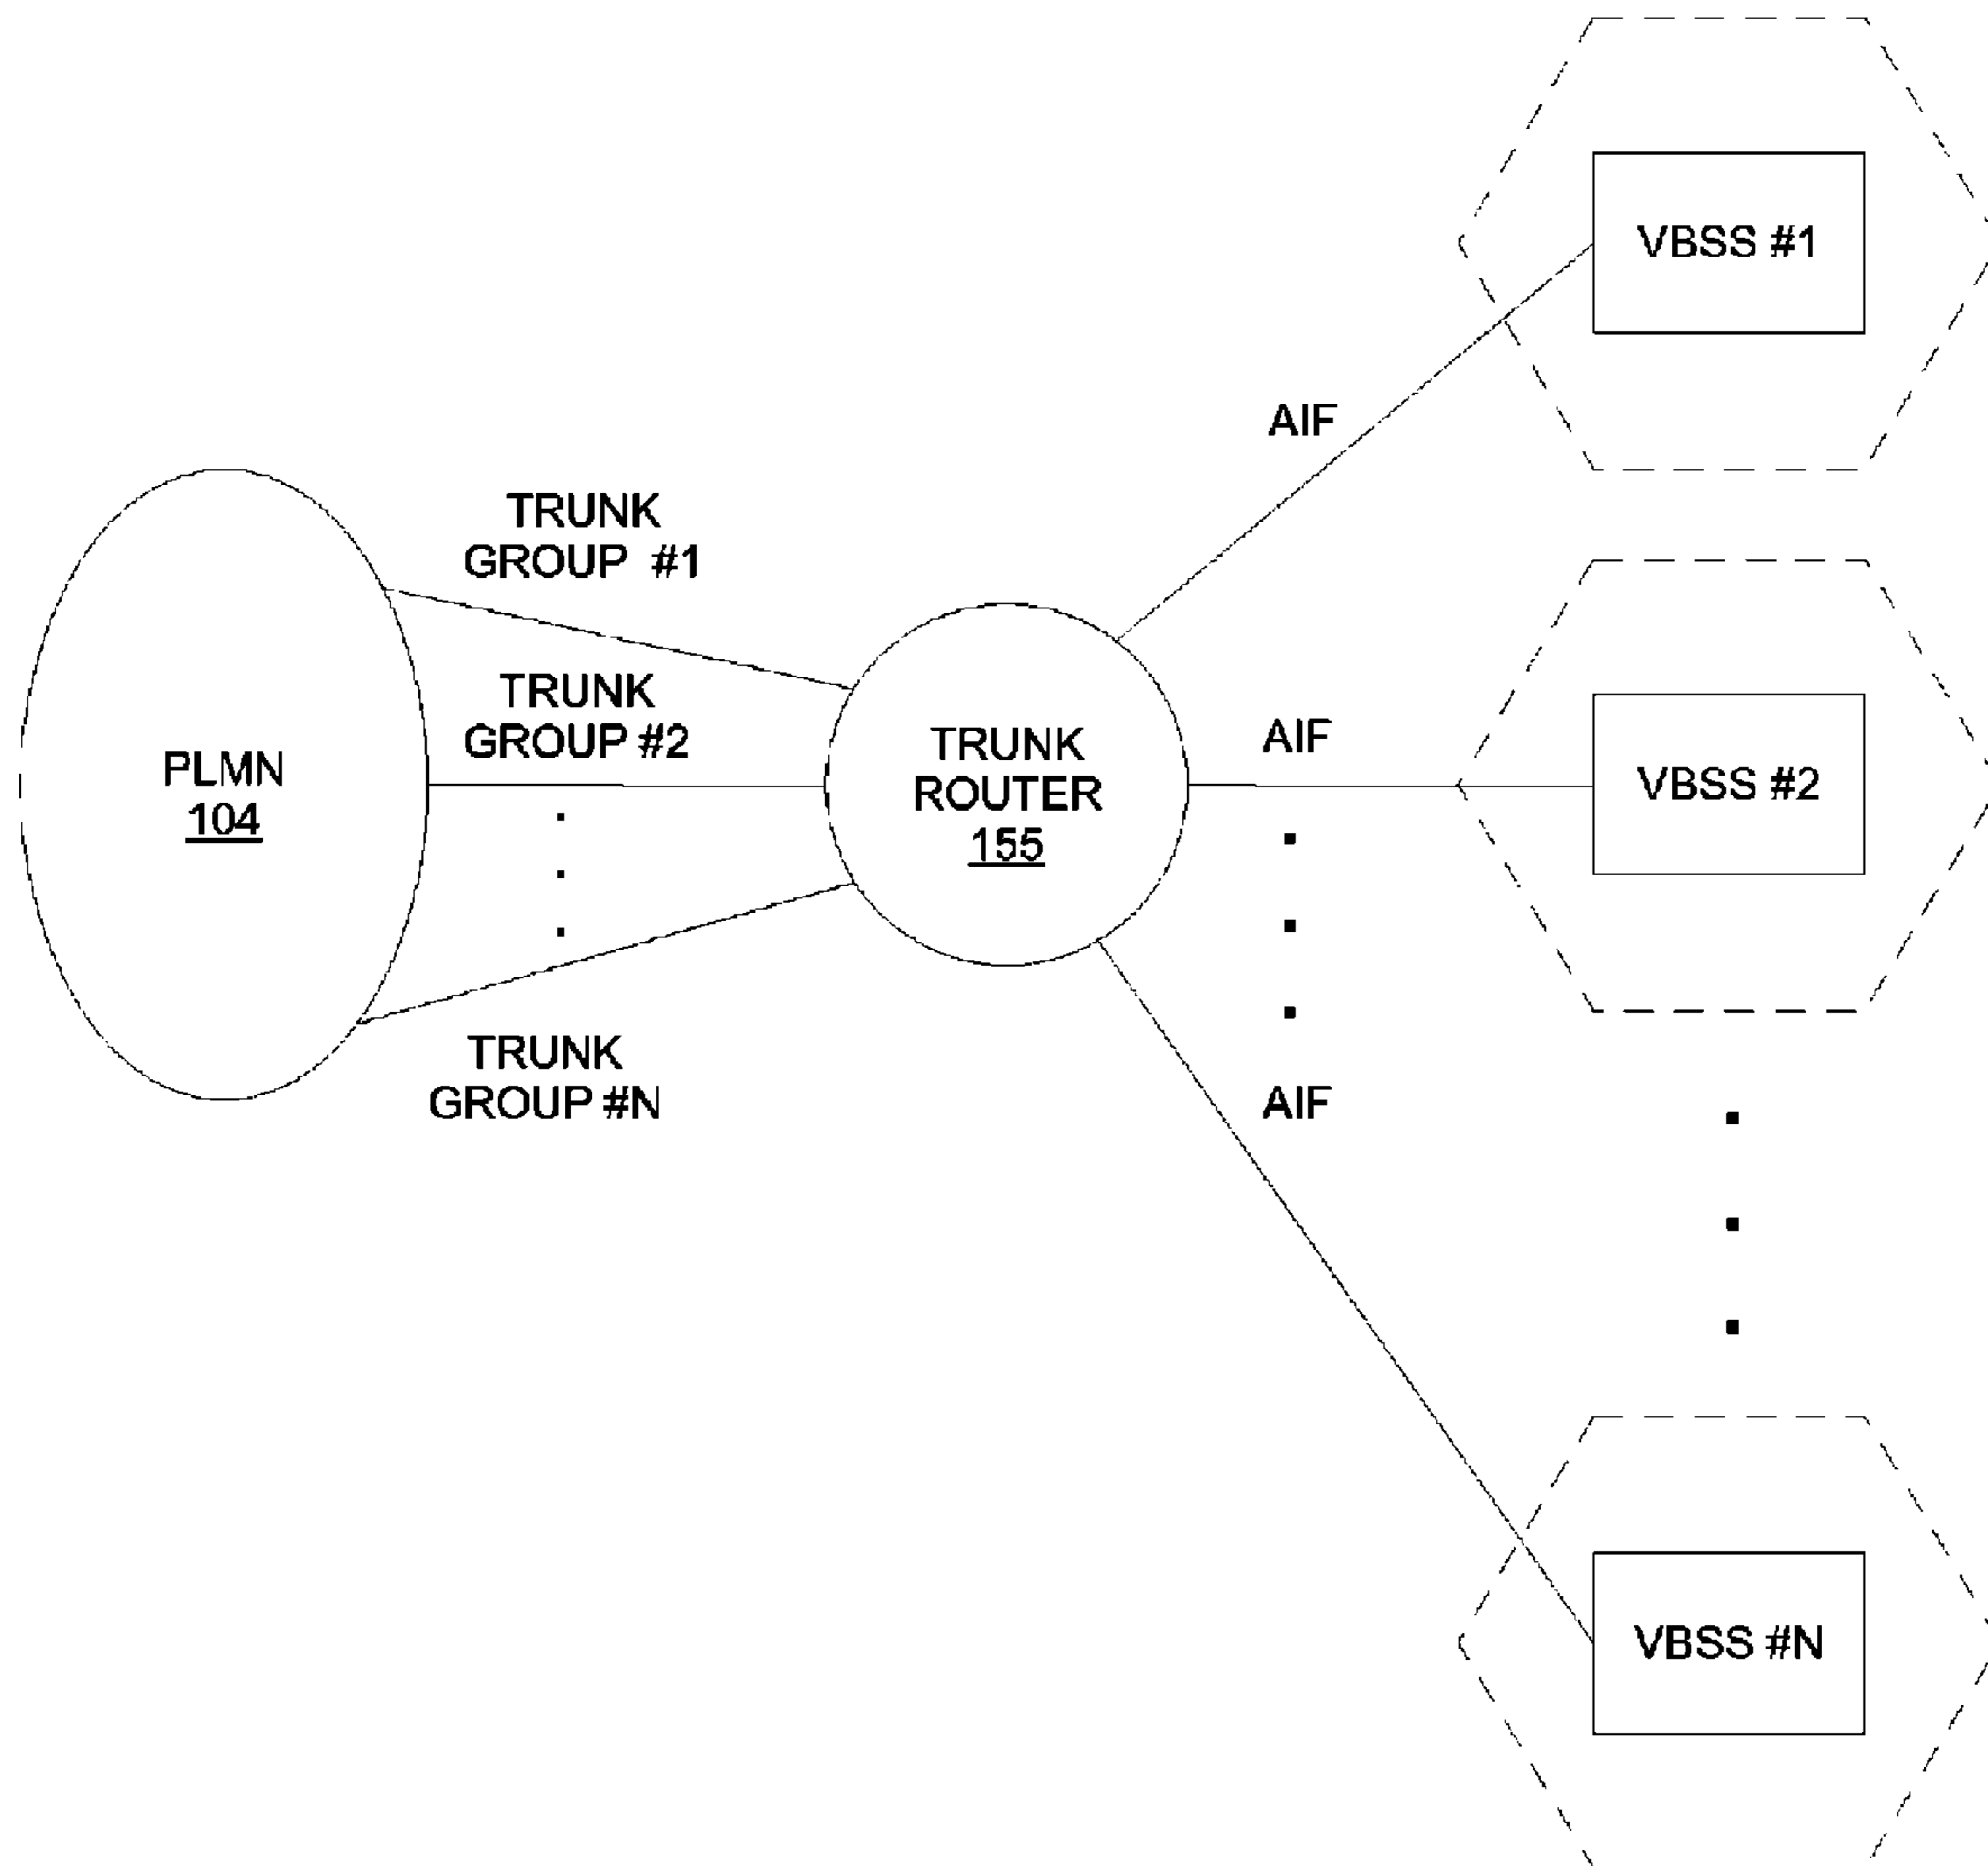 VBSS #1
AIF
TRUNK
GROUP #1
TRUNK
GROUP #2
PLMN
104
TRUNK
ROUTER
155
AIF
VBSS #2
TRUNK
GROUP #N
AIF
VBSS #N